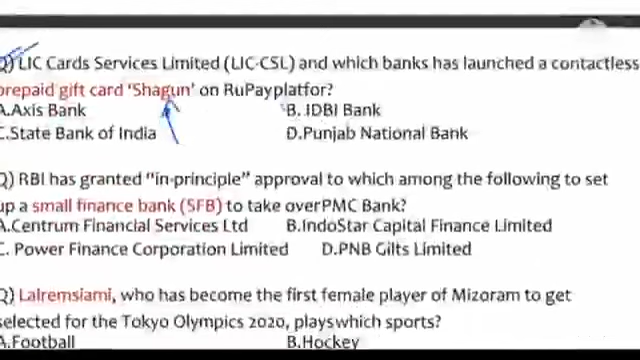 Q) LIC Cards Services Limited (LIC-CSL) and which banks has launched a contactless
prepaid gift card ‘Shagun’ on RuPayplatfor?
A.Axis Bank B. IDBI Bank
C.State Bank of India D.Punjab National Bank
Q) RBI has granted “in-principle” approval to which among the following to set
up a small finance bank (SFB) to take overPMC Bank?
A.Centrum Financial Services Ltd B.IndoStar Capital Finance Limited
C. Power Finance Corporation Limited D.PNB Gilts Limited
Q) Lalremsiami, who has become the first female player of Mizoram to get
selected for the Tokyo Olympics 2020, playswhich sports?
A.Football B.Hockey